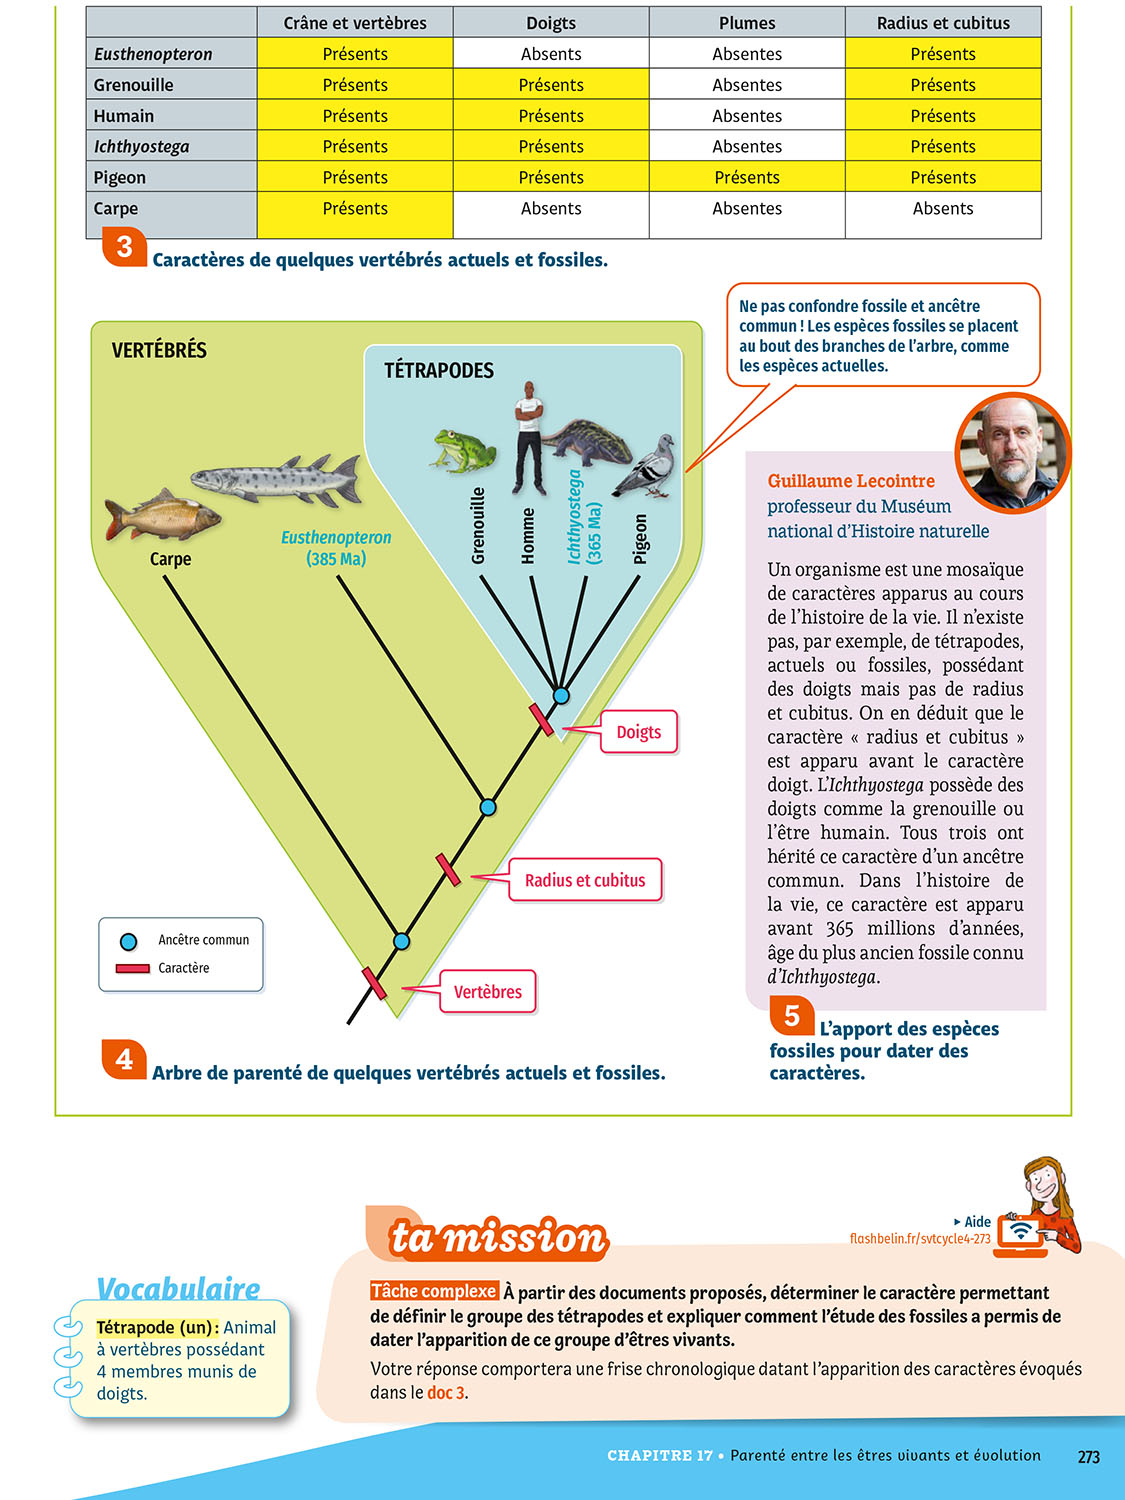 Crâne et vertèbres Doigts Plumes Radius et cubitus
Eusthenopteron Présents Absents Absentes Présents
Grenouille Présents Présents Absentes Présents
Humain Présents Présents Absentes Présents
Ichthyostega Présents Présents Absentes Présents
Pigeon Présents Présents Présents Présents
Carpe Présents Absents Absentes Absents
3 Caractères de quelques vertébrés actuels et fossiles.
Ne pas confondre fossile et ancêtre
commun ! Les espèces fossiles se placent
au bout des branches de l'arbre, comme
les espèces actuelles.
VERTÉBRÉS
TÉTRAPODES
Carpe
Eusthenopteron
(385 Ma)
Grenouille
Homme
Ichthyostega
(365 Ma)
Pigeon
Doigts
Radius et cubitus
Vertèbres
Ancêtre commun
Caractère
4 Arbre de parenté de quelques vertébrés actuels et fossiles.
Guillaume Lecointre
professeur du Muséum
national d'Histoire naturelle
Un organisme est une mosaïque
de caractères apparus au cours
de l'histoire de la vie. Il n'existe
pas, par exemple, de tétrapodes,
actuels ou fossiles, possédant
des doigts mais pas de radius
et cubitus. On en déduit que le
caractère « radius et cubitus »
est apparu avant le caractère
doigt. L'Ichthyostega possède des
doigts comme la grenouille ou
l'être humain. Tous trois ont
hérité ce caractère d'un ancêtre
commun. Dans l'histoire de
la vie, ce caractère est apparu
avant 365 millions d'années,
âge du plus ancien fossile connu
d'Ichthyostega.
5 L'apport des espèces
fossiles pour dater des
caractères.
ta mission
▸ Aide
flashbelin.fr/svtcycle4-273
Tâche complexe À partir des documents proposés, déterminer le caractère permettant
de définir le groupe des tétrapodes et expliquer comment l'étude des fossiles a permis de
dater l'apparition de ce groupe d'êtres vivants.
Votre réponse comportera une frise chronologique datant l'apparition des caractères évoqués
dans le doc 3.
Vocabulaire
Tétrapode (un) : Animal
à vertèbres possédant
4 membres munis de
doigts.
CHAPITRE 17 • Parenté entre les êtres vivants et évolution 273